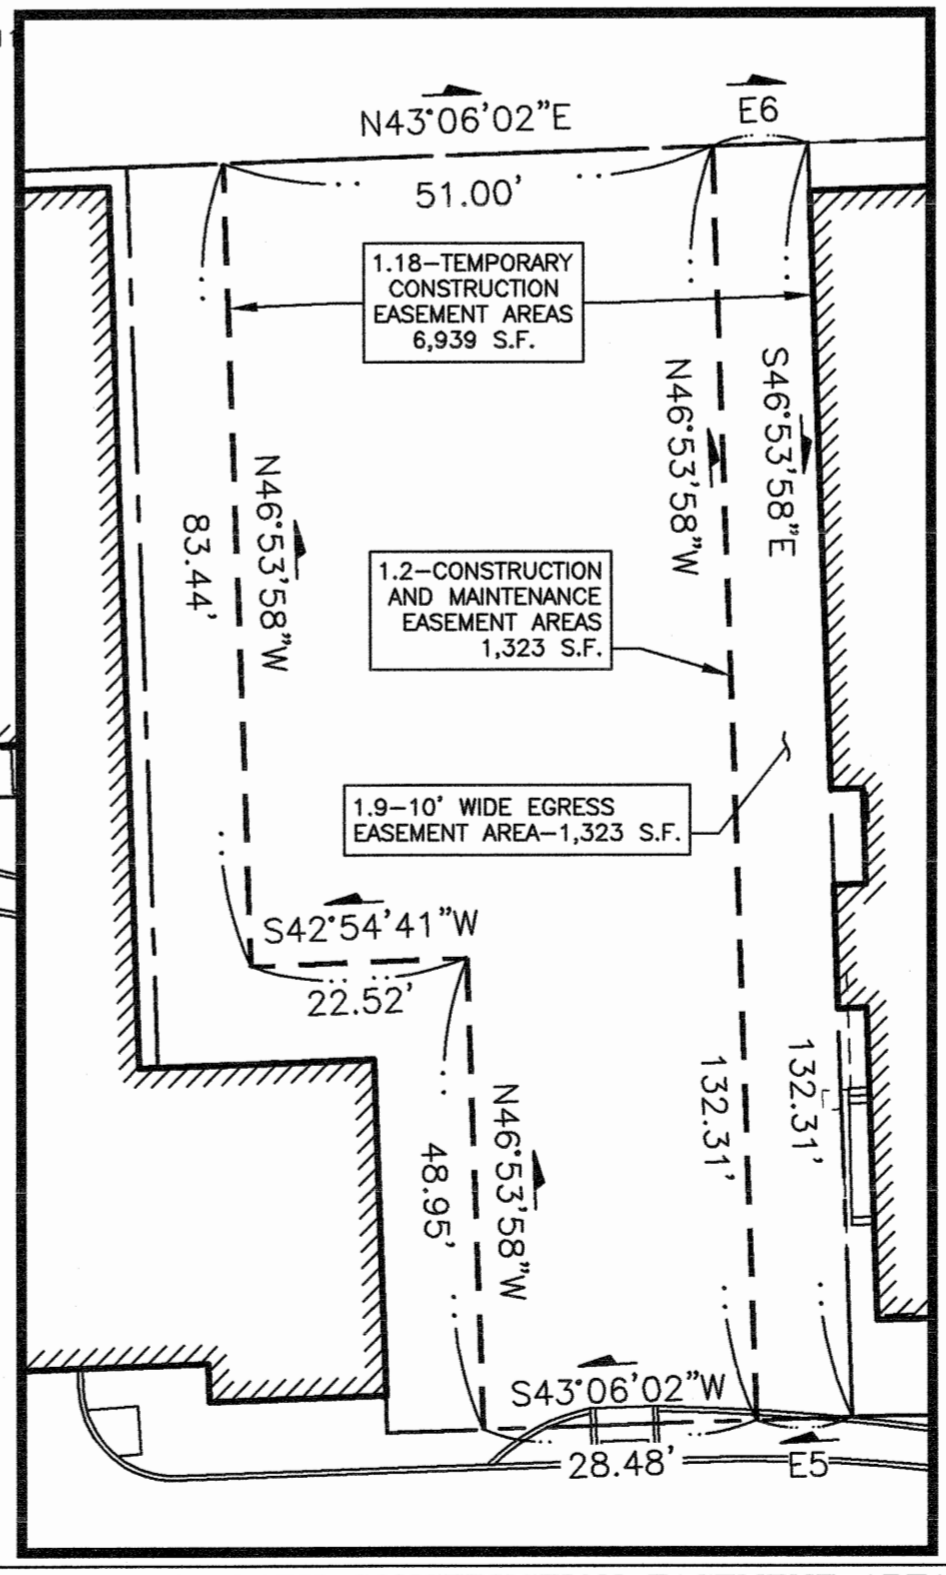 N43°06'02"E
E6
51.00'
1.18-TEMPORARY
CONSTRUCTION
EASEMENT AREAS
6,939 S.F.
N46°53'58"W
S46°53'58"E
N46°53'58"W
83.44'
1.2-CONSTRUCTION
AND MAINTENANCE
EASEMENT AREAS
1,323 S.F.
1.9-10' WIDE EGRESS
EASEMENT AREA-1,323 S.F.
S42°54'41"W
22.52'
132.31'
132.31'
N46°53'58"W
48.95'
S43°06'02"W
28.48'
E5